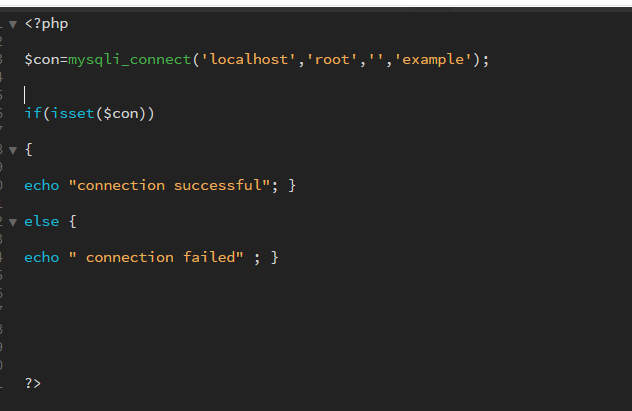 <?php
$con=mysqli_connect('localhost','root','','example');
if(isset($con))
{
echo "connection successful"; }
else {
echo " connection failed" ; }
?>